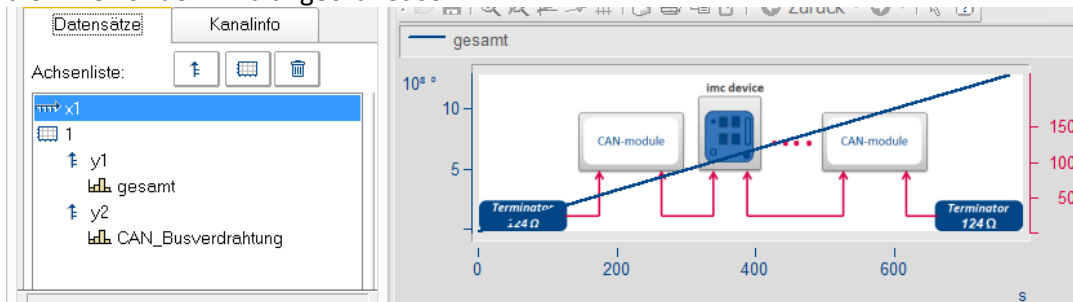 Datensätze
Kanalinfo
Achsenliste:
x1
1
y1
gesamt
y2
CAN_Busverdrahtung
Zurück
gesamt
10⁸ °
10
5
imc device
CAN-module
CAN-module
Terminator
124 Ω
Terminator
124 Ω
150
100
50
0
200
400
600
s